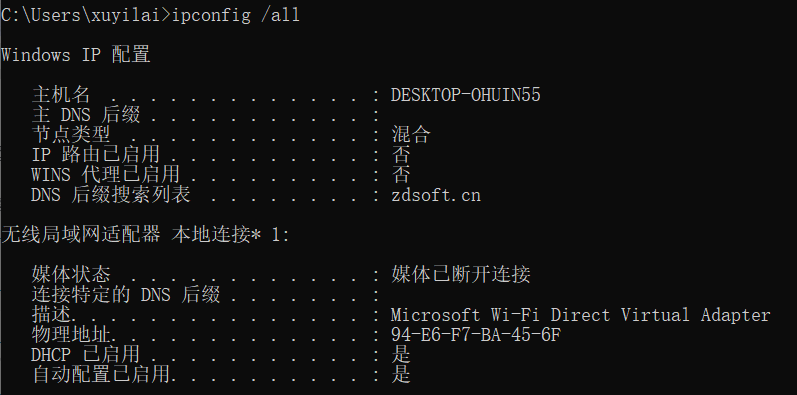 C:\Users\xuyilai>ipconfig /all
Windows IP 配置
主机名 . . . . . . . . . . . . . : DESKTOP-OHUIN55
主 DNS 后缀 . . . . . . . . . . . :
节点类型 . . . . . . . . . . . . : 混合
IP 路由已启用 . . . . . . . . . . : 否
WINS 代理已启用 . . . . . . . . . : 否
DNS 后缀搜索列表 . . . . . . . . : zdsoft.cn
无线局域网适配器 本地连接* 1:
媒体状态 . . . . . . . . . . . . : 媒体已断开连接
连接特定的 DNS 后缀 . . . . . . . :
描述. . . . . . . . . . . . . . . : Microsoft Wi-Fi Direct Virtual Adapter
物理地址. . . . . . . . . . . . . : 94-E6-F7-BA-45-6F
DHCP 已启用 . . . . . . . . . . . : 是
自动配置已启用. . . . . . . . . . : 是